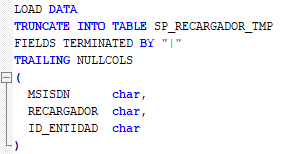 LOAD DATA
TRUNCATE INTO TABLE SP_RECARGADOR_TMP
FIELDS TERMINATED BY "|"
TRAILING NULLCOLS
(
MSISDN char,
RECARGADOR char,
ID_ENTIDAD char
)